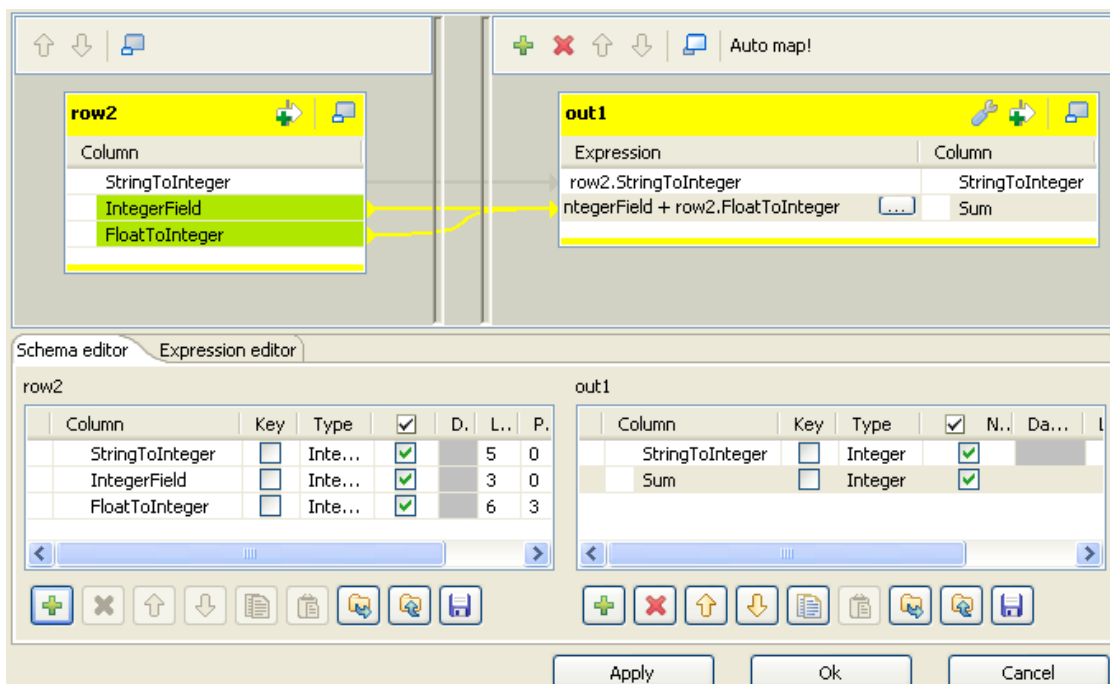 Auto map!
row2
Column
StringToInteger
IntegerField
FloatToInteger
out1
Expression Column
row2.StringToInteger StringToInteger
ntegerField + row2.FloatToInteger ... Sum
Schema editor Expression editor
row2
Column Key Type D. L... P.
StringToInteger Inte... 5 0
IntegerField Inte... 3 0
FloatToInteger Inte... 6 3
out1
Column Key Type N.. Da... L
StringToInteger Integer
Sum Integer
Apply Ok Cancel